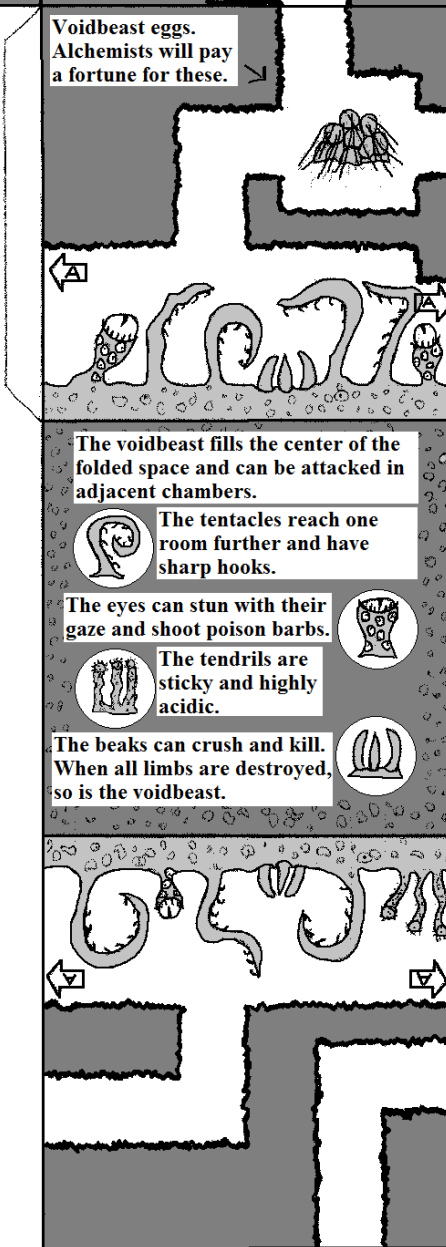 Voidbeast eggs.
Alchemists will pay
a fortune for these.
A
A
The voidbeast fills the center of the
folded space and can be attacked in
adjacent chambers.
The tentacles reach one
room further and have
sharp hooks.
The eyes can stun with their
gaze and shoot poison barbs.
The tendrils are
sticky and highly
acidic.
The beaks can crush and kill.
When all limbs are destroyed,
so is the voidbeast.
A
A